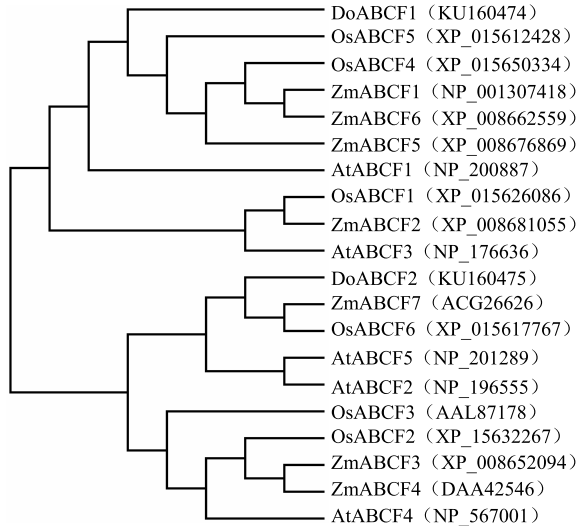 DoABCF1（KU160474）
OsABCF5（XP_015612428）
OsABCF4（XP_015650334）
ZmABCF1（NP_001307418）
ZmABCF6（XP_008662559）
ZmABCF5（XP_008676869）
AtABCF1（NP_200887）
OsABCF1（XP_015626086）
ZmABCF2（XP_008681055）
AtABCF3（NP_176636）
DoABCF2（KU160475）
ZmABCF7（ACG26626）
OsABCF6（XP_015617767）
AtABCF5（NP_201289）
AtABCF2（NP_196555）
OsABCF3（AAL87178）
OsABCF2（XP_15632267）
ZmABCF3（XP_008652094）
ZmABCF4（DAA42546）
AtABCF4（NP_567001）